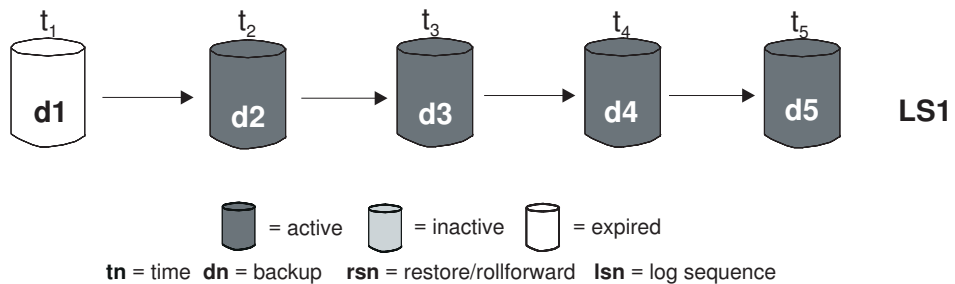 t1 t2 t3 t4 t5
d1 d2 d3 d4 d5 LS1
= active = inactive = expired
tn = time dn = backup rsn = restore/rollforward lsn = log sequence